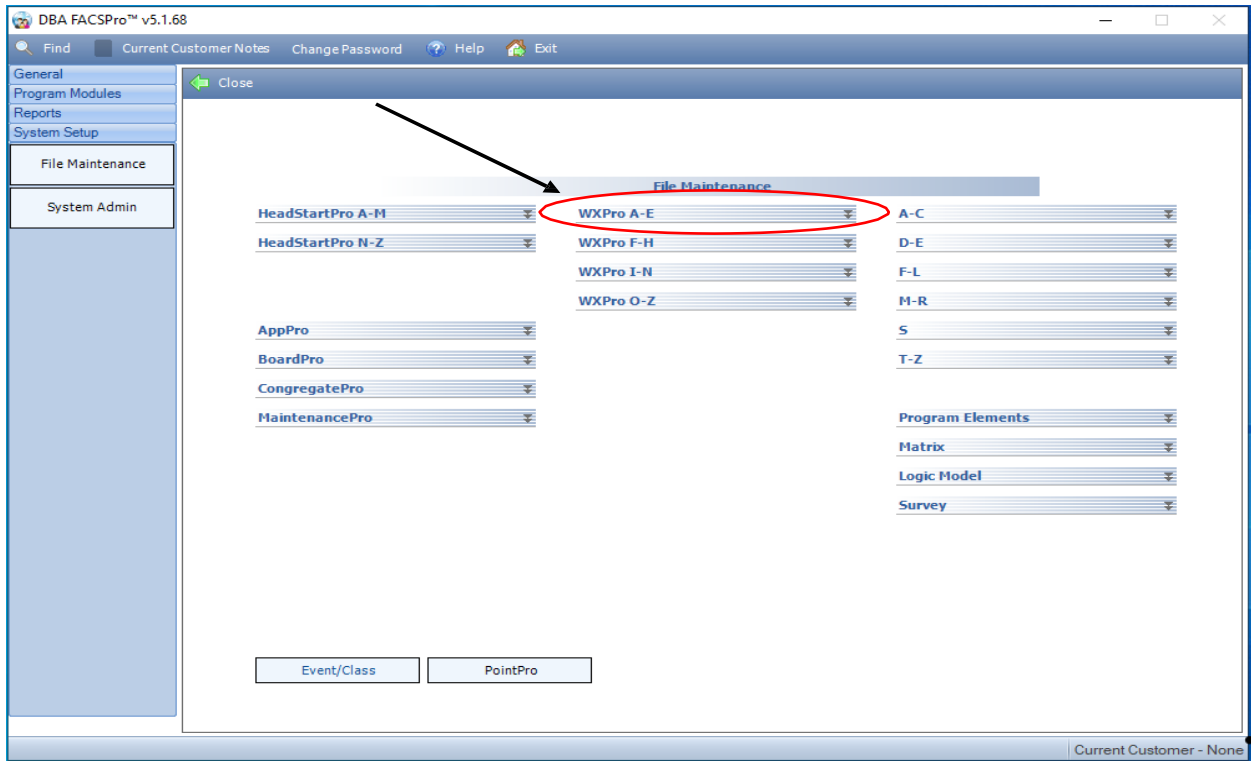 DBA FACSPro™ v5.1.68
Find Current Customer Notes Change Password Help Exit
General
Program Modules
Reports
System Setup
File Maintenance
System Admin
Close
File Maintenance
HeadStartPro A-M
HeadStartPro N-Z
AppPro
BoardPro
CongregatePro
MaintenancePro
WXPro A-E
WXPro F-H
WXPro I-N
WXPro O-Z
A-C
D-E
F-L
M-R
S
T-Z
Program Elements
Matrix
Logic Model
Survey
Event/Class PointPro
Current Customer - None